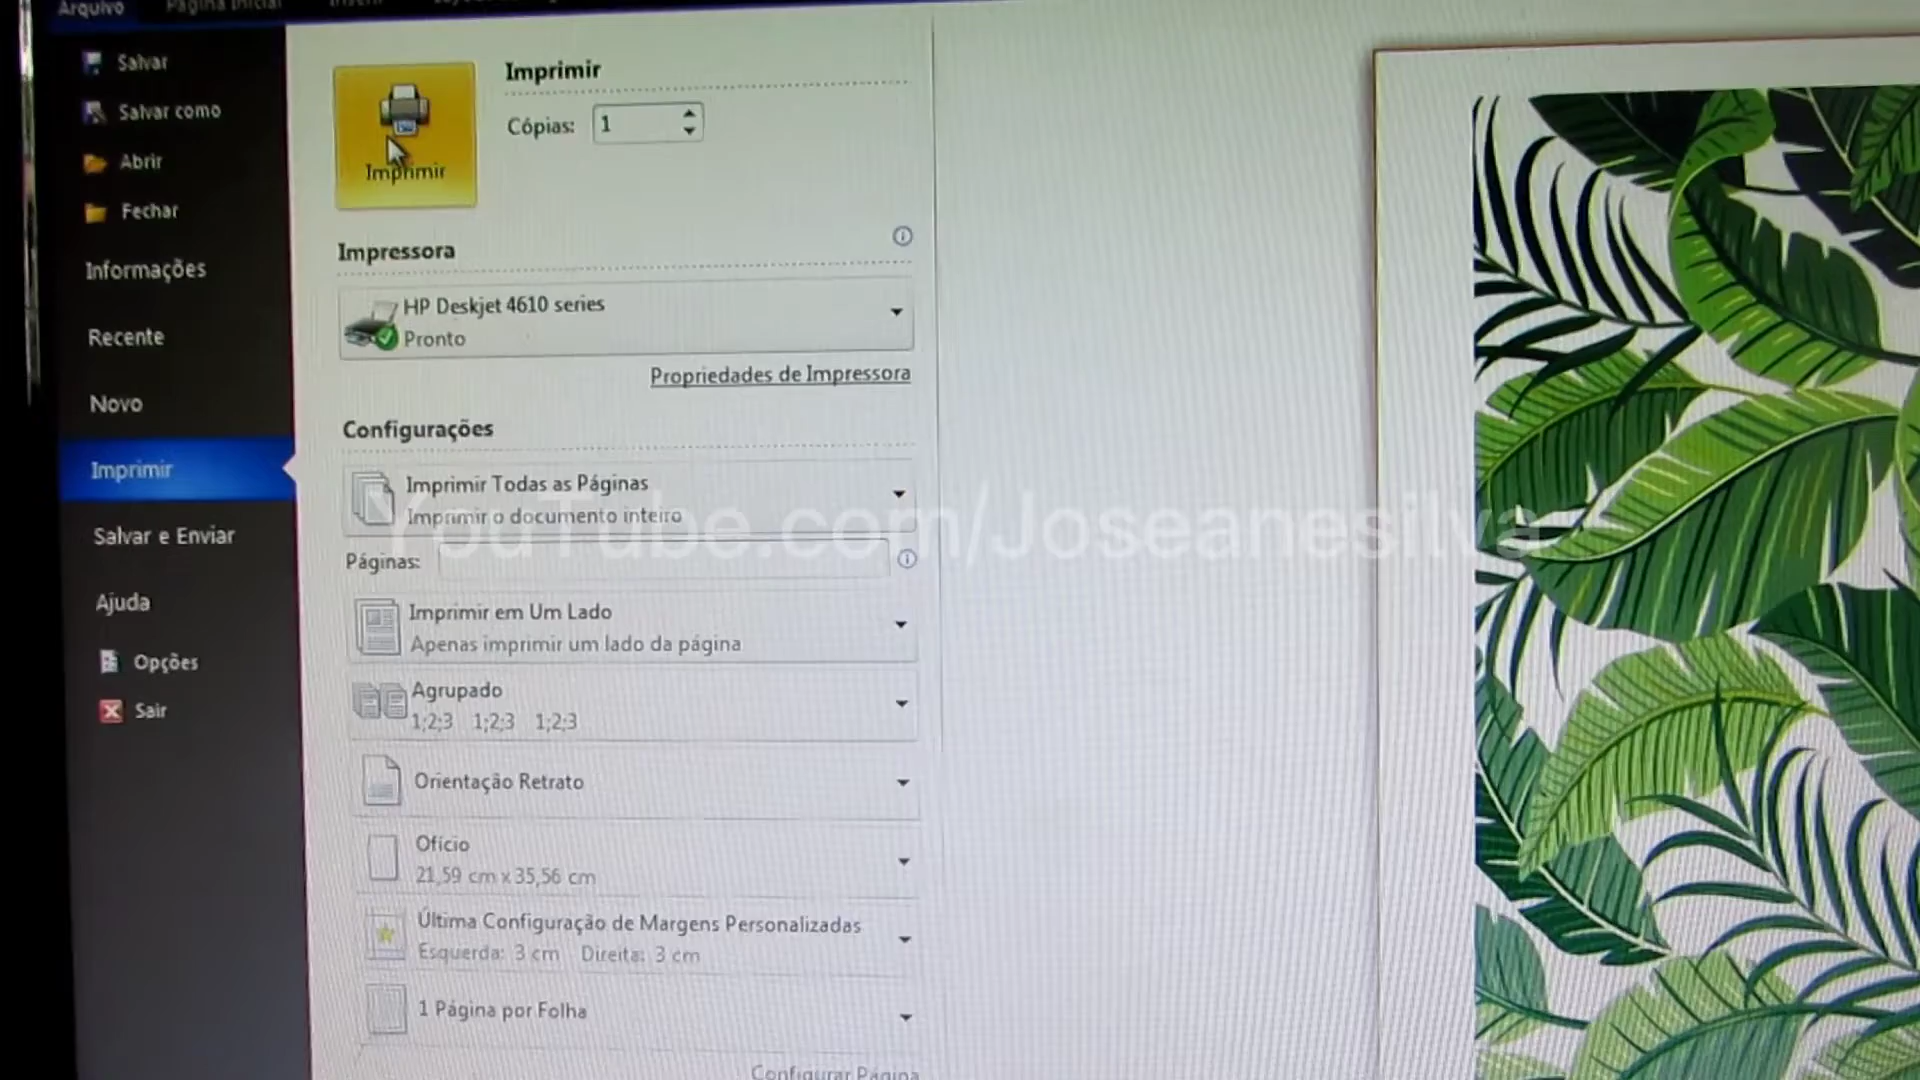 Arquivo Página Inicial
Salvar
Salvar como
Abrir
Fechar
Informações
Recente
Novo
Imprimir
Salvar e Enviar
Ajuda
Opções
Sair
Imprimir
Imprimir
Cópias: 1
Impressora
HP Deskjet 4610 series
Pronto
Propriedades de Impressora
Configurações
Imprimir Todas as Páginas
Imprimir o documento inteiro
Páginas:
Imprimir em Um Lado
Apenas imprimir um lado da página
Agrupado
1;2;3 1;2;3 1;2;3
Orientação Retrato
Ofício
21,59 cm x 35,56 cm
Última Configuração de Margens Personalizadas
Esquerda: 3 cm Direita: 3 cm
1 Página por Folha
Configurar Página
YouTube.com/Joseanesilva